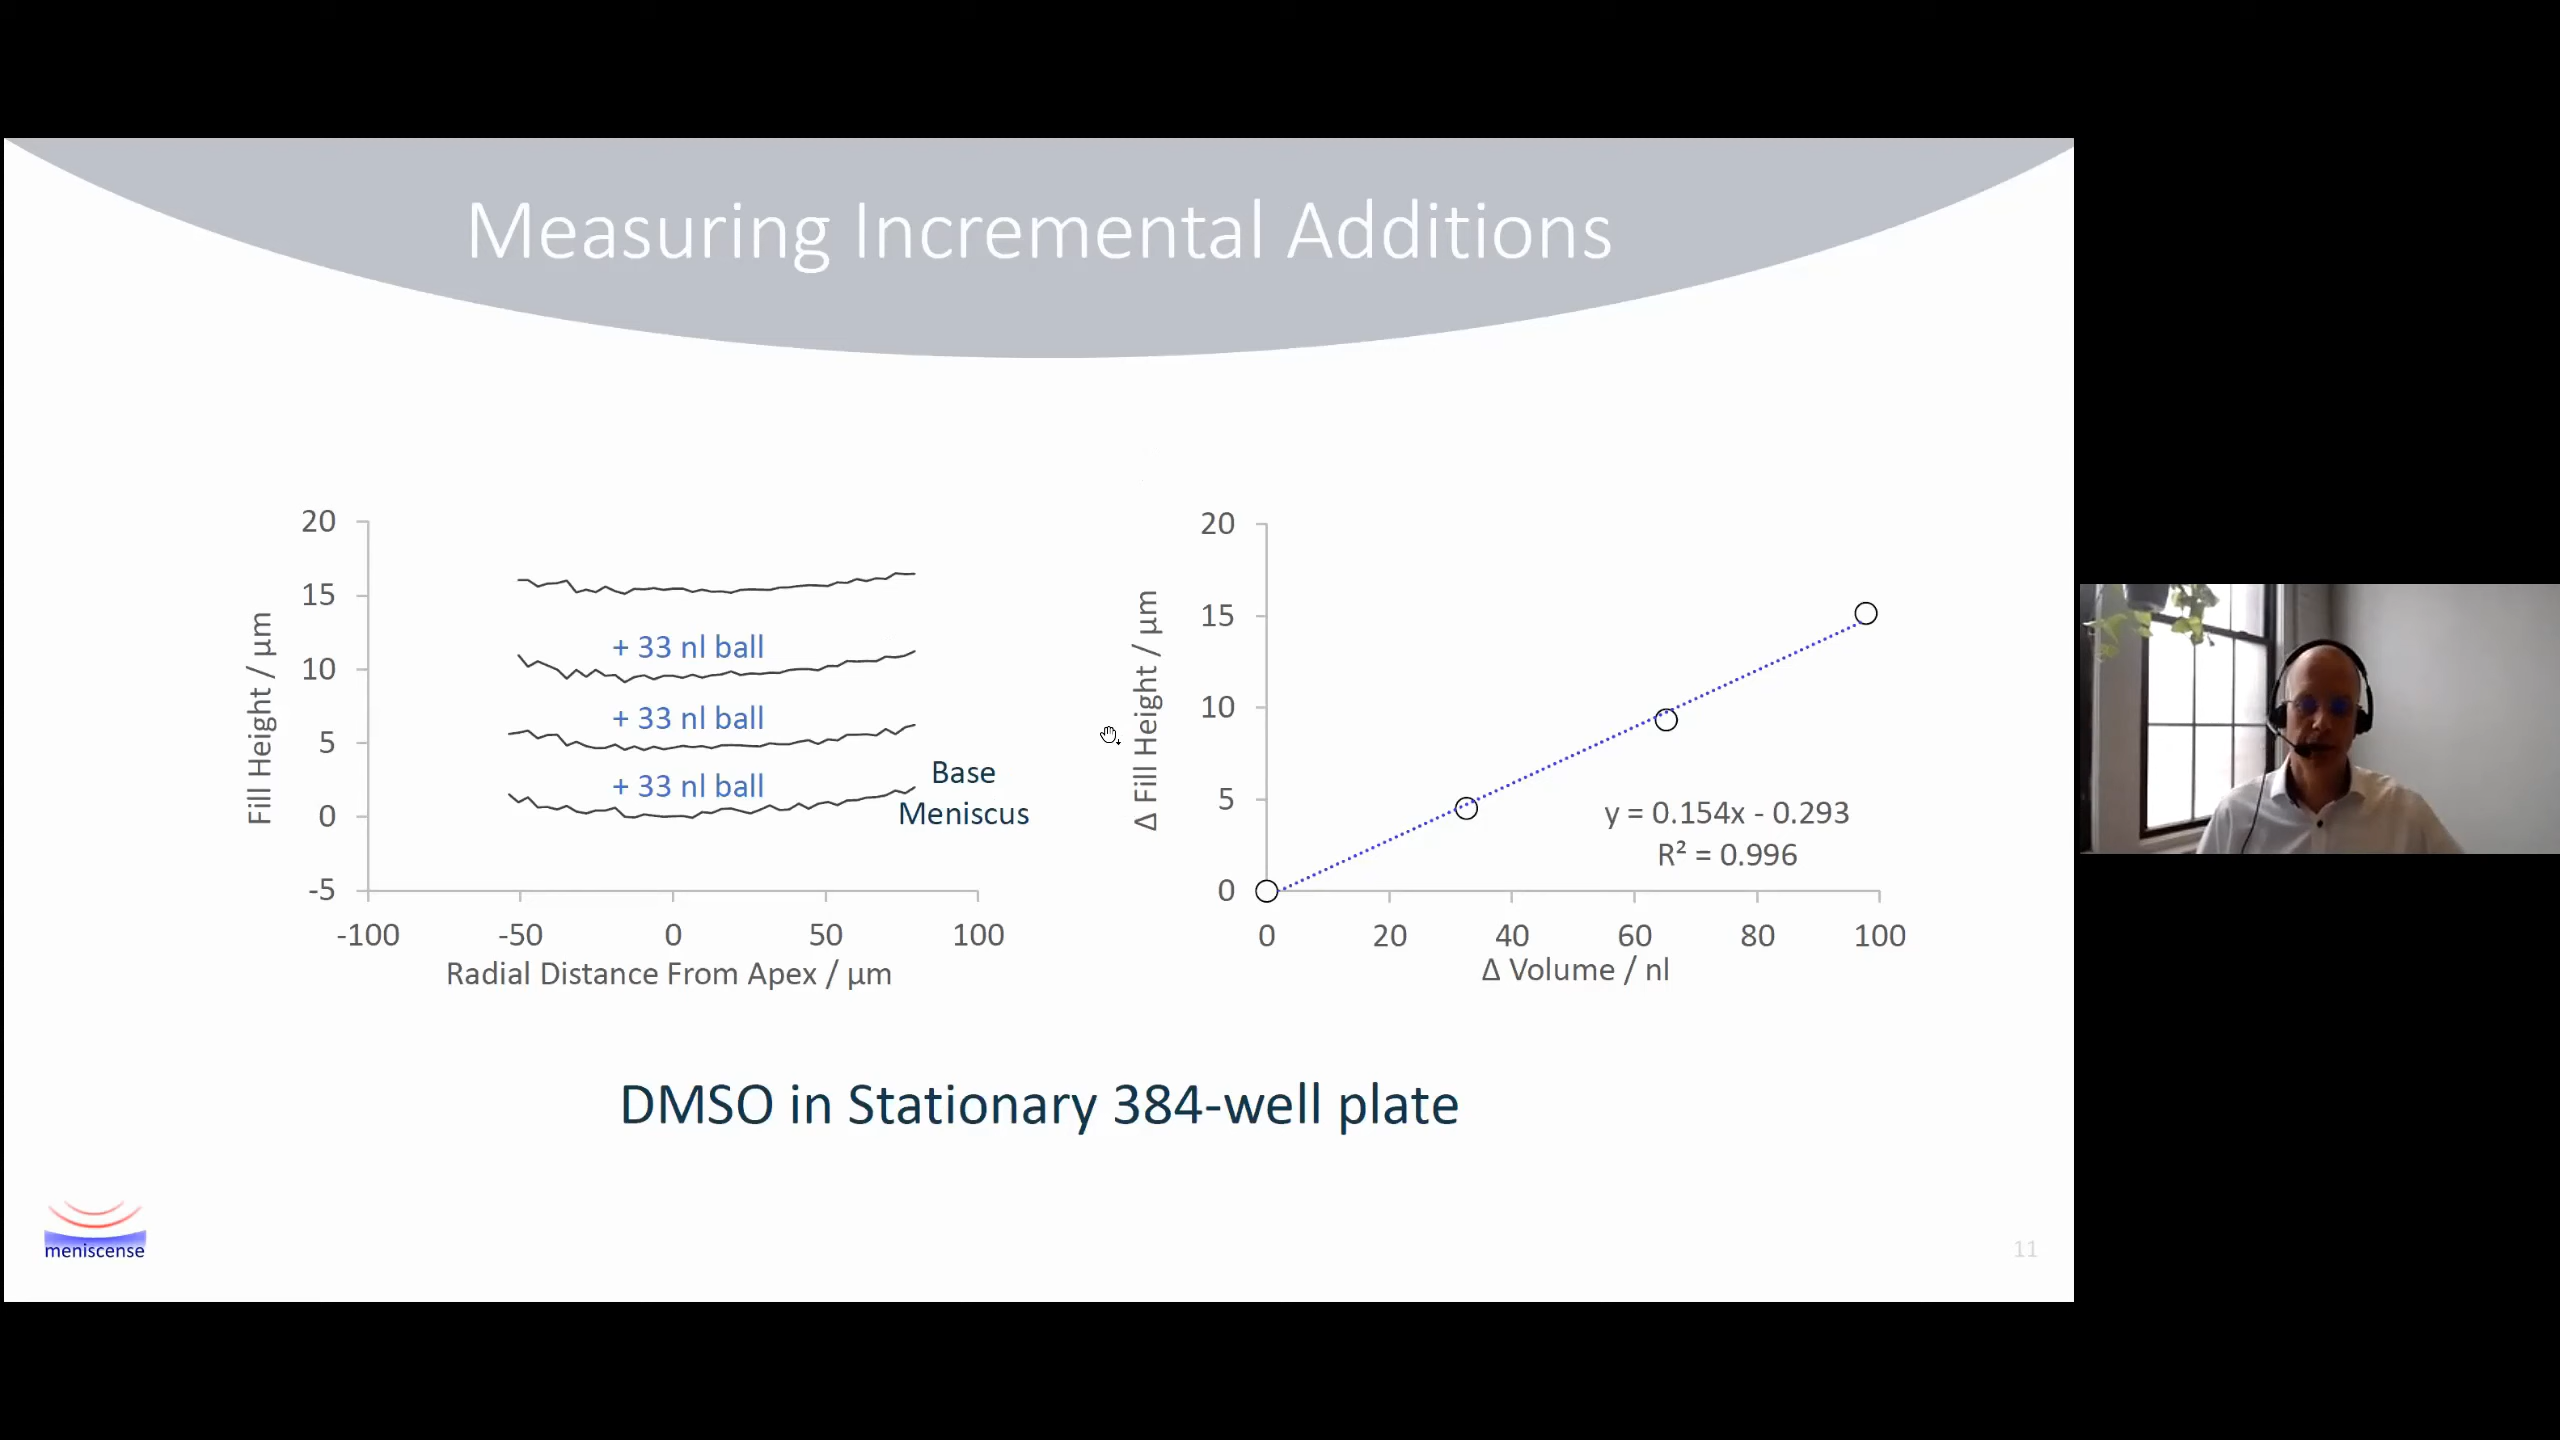 Measuring Incremental Additions
Fill Height / µm
20
15
10
5
0
-5
+ 33 nl ball
+ 33 nl ball
+ 33 nl ball
Base
Meniscus
-100
-50
0
50
100
Radial Distance From Apex / µm
Δ Fill Height / µm
20
15
10
5
0
y = 0.154x - 0.293
R² = 0.996
0
20
40
60
80
100
Δ Volume / nl
DMSO in Stationary 384-well plate
meniscense
11